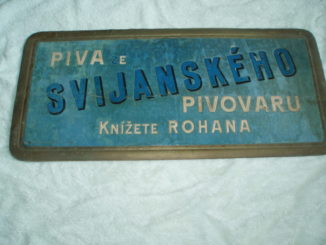 PIVA z
SVIJANSKÉHO
PIVOVARU
KNÍŽETE ROHANA